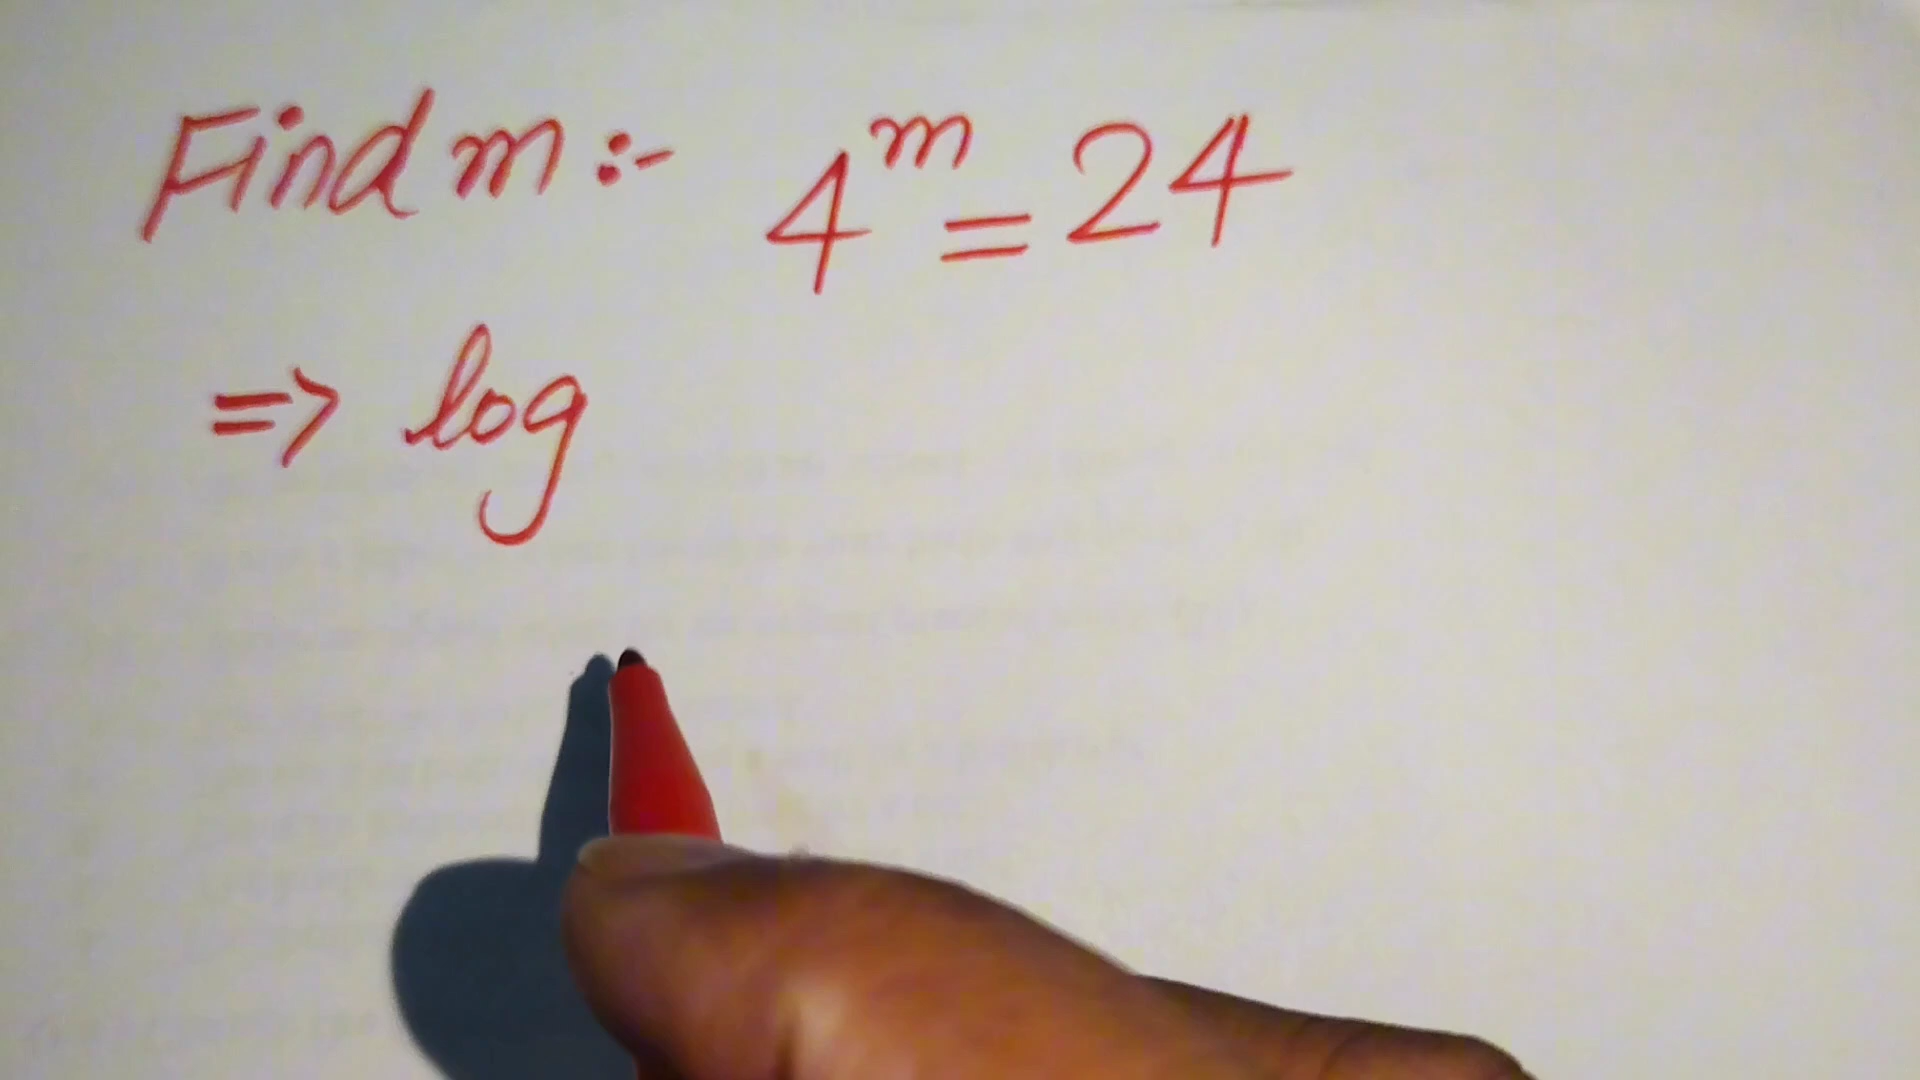 Find m :- 4^m = 24
=> log